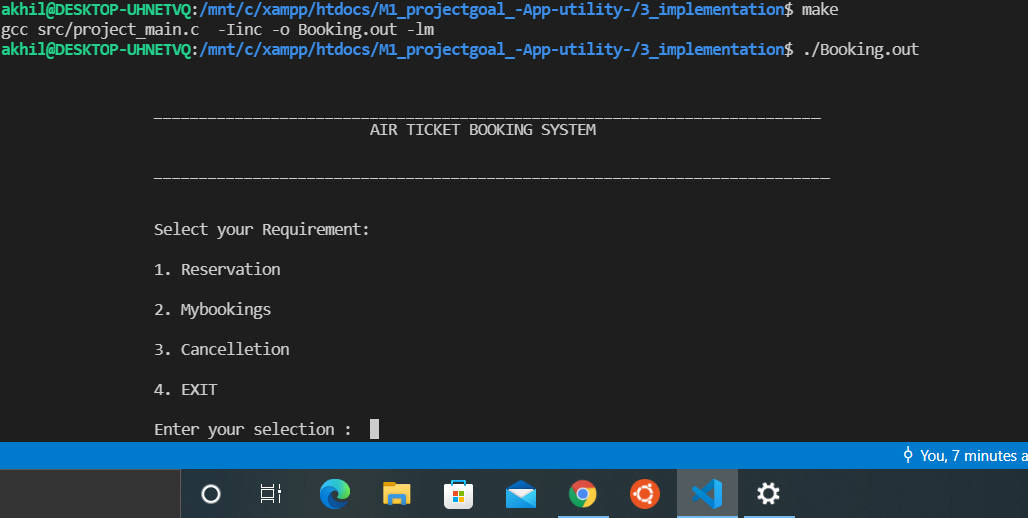 akhil@DESKTOP-UHNETVQ:/mnt/c/xampp/htdocs/M1_projectgoal_-App-utility-/3_implementation$ make
gcc src/project_main.c  -Iinc -o Booking.out -lm
akhil@DESKTOP-UHNETVQ:/mnt/c/xampp/htdocs/M1_projectgoal_-App-utility-/3_implementation$ ./Booking.out
AIR TICKET BOOKING SYSTEM
Select your Requirement:
1. Reservation
2. Mybookings
3. Cancelletion
4. EXIT
Enter your selection :
You, 7 minutes a